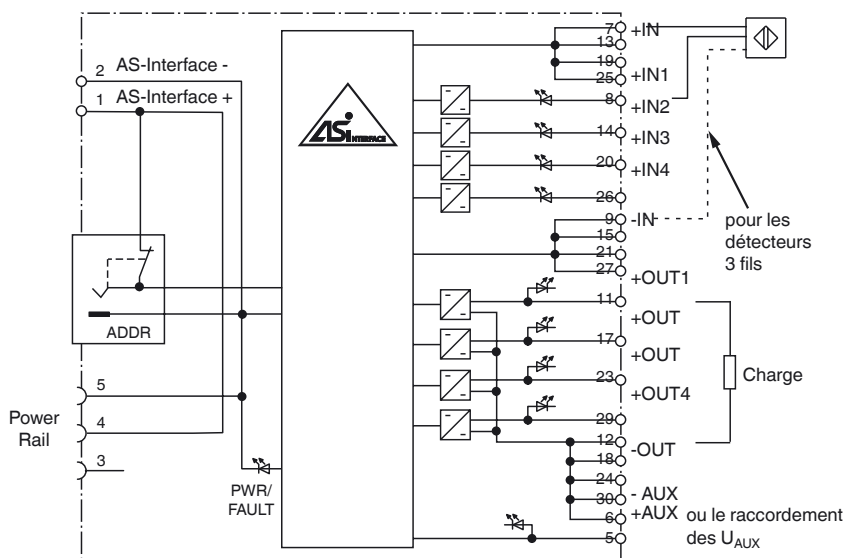 2 AS-Interface -
1 AS-Interface +
ASi INTERFACE
ADDR
5
Power Rail
4
3
PWR/
FAULT
7 +IN
13
19
25 +IN1
8 +IN2
14 +IN3
20 +IN4
26
9 -IN
15
21
27 +OUT1
11 +OUT
17 +OUT
23 +OUT4
29
12 -OUT
18
24
30 - AUX
6 +AUX
5
pour les
détecteurs
3 fils
Charge
ou le raccordement
des UAUX